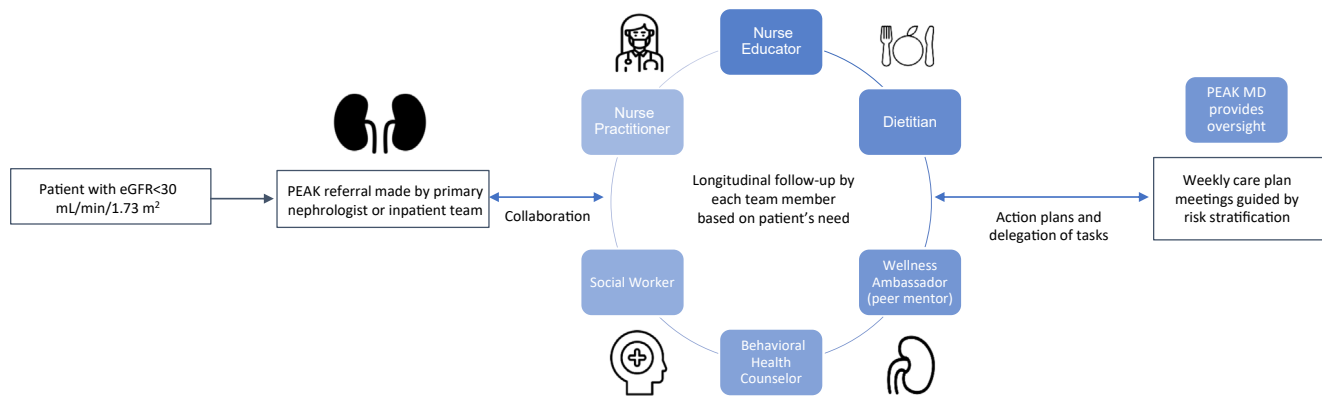 Patient with eGFR<30
mL/min/1.73 m²
PEAK referral made by primary
nephrologist or inpatient team
Collaboration
Nurse
Educator
Nurse
Practitioner
Dietitian
Longitudinal follow-up by
each team member
based on patient’s need
Social Worker
Wellness
Ambassador
(peer mentor)
Behavioral
Health
Counselor
Action plans and
delegation of tasks
PEAK MD
provides
oversight
Weekly care plan
meetings guided by
risk stratification